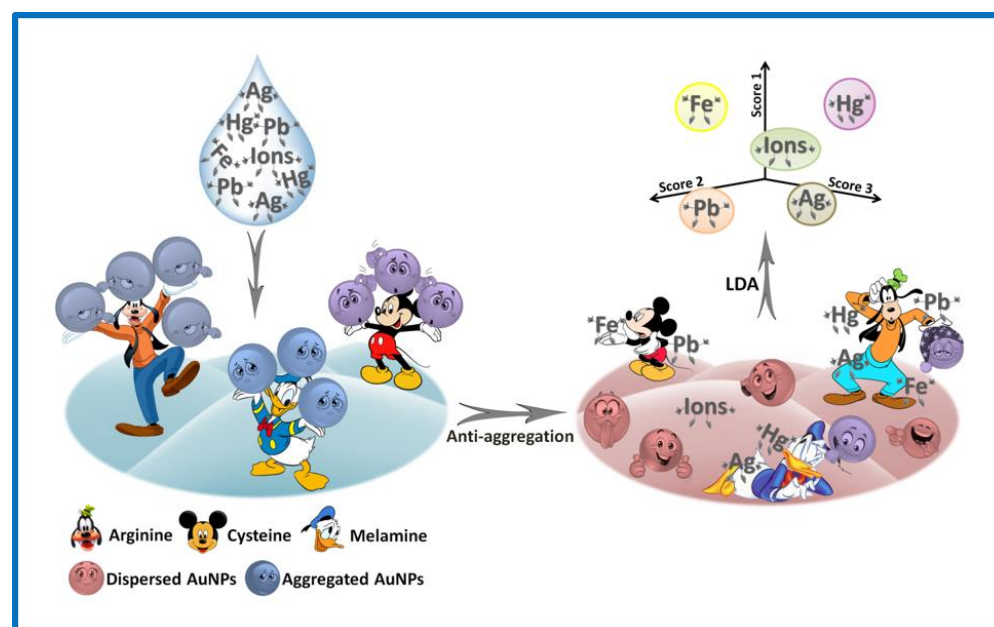 Ag
Hg Pb
Fe Ions
Pb Hg
Ag
Score 1
Fe
Hg
Ions
Score 2
Score 3
Pb
Ag
LDA
Fe
Pb
Hg
Pb
Ag
Fe
Ions
Hg
Ag
Anti-aggregation
Arginine Cysteine Melamine
Dispersed AuNPs Aggregated AuNPs